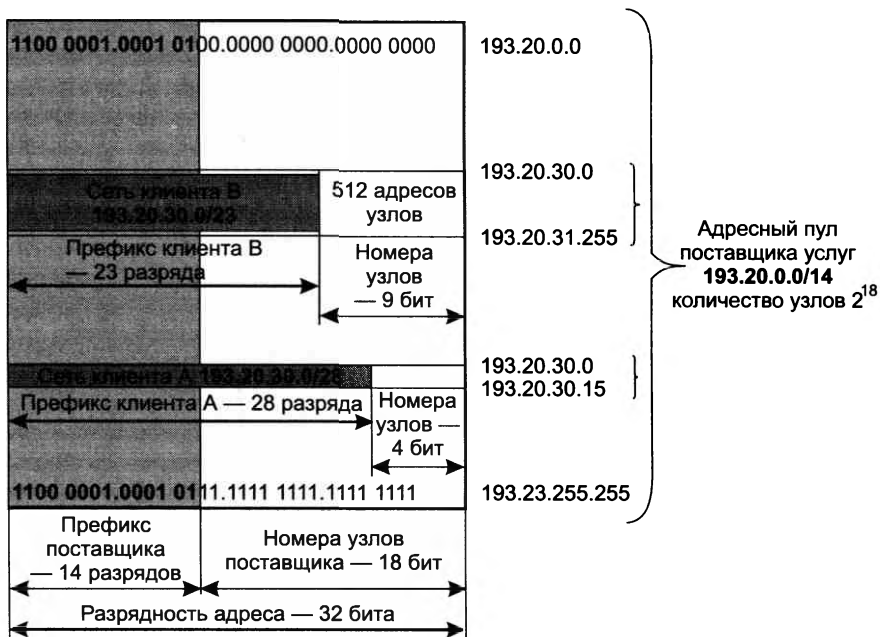 1100 0001.0001 0100.0000 0000.0000 0000
193.20.0.0
Сеть клиента B
193.20.30.0/23
512 адресов
узлов
193.20.30.0
193.20.31.255
Префикс клиента B
— 23 разряда
Номера
узлов
— 9 бит
Адресный пул
поставщика услуг
193.20.0.0/14
количество узлов 2^18
Сеть клиента A 193.20.30.0/28
193.20.30.0
193.20.30.15
Префикс клиента A — 28 разряда
Номера
узлов —
4 бит
1100 0001.0001 0111.1111 1111.1111 1111
193.23.255.255
Префикс
поставщика
— 14 разрядов
Номера узлов
поставщика — 18 бит
Разрядность адреса — 32 бита